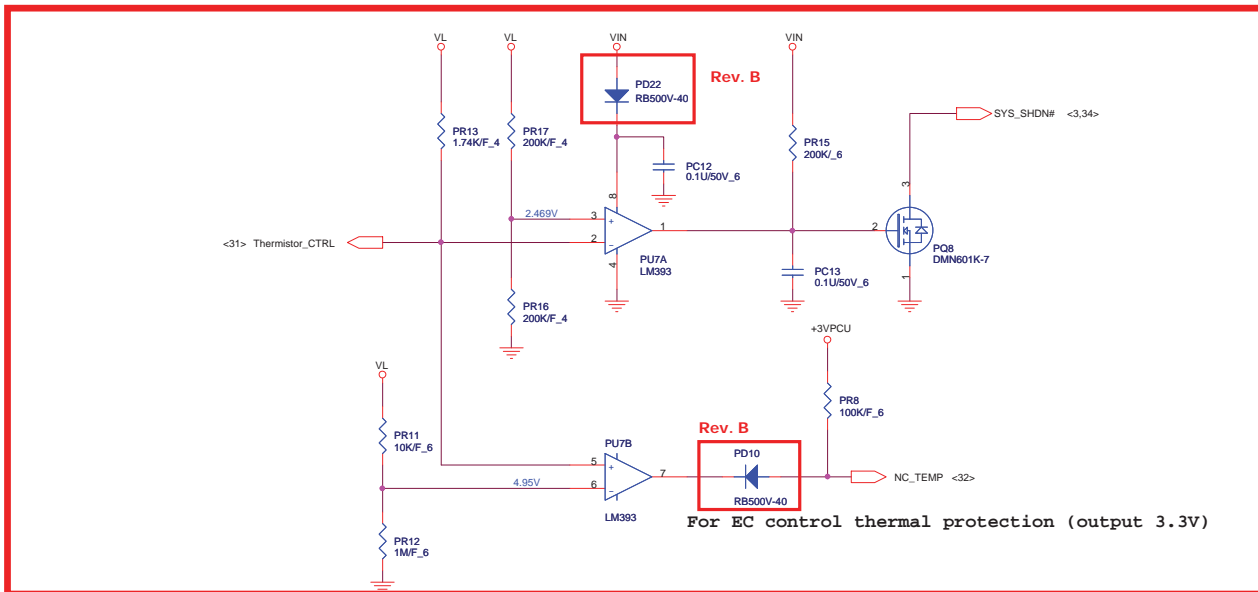 VL
VL
VIN
VIN
Rev. B
PD22
RB500V-40
SYS_SHDN# <3,34>
PR13
1.74K/F_4
PR17
200K/F_4
PR15
200K/_6
PC12
0.1U/50V_6
3
8
2.469V
3
+
1
2
2
-
<31> Thermistor_CTRL
PU7A
LM393
4
1
PQ8
DMN601K-7
PC13
0.1U/50V_6
PR16
200K/F_4
+3VPCU
VL
PR8
100K/F_6
PR11
10K/F_6
Rev. B
PU7B
PD10
5
+
7
NC_TEMP <32>
4.95V
6
-
RB500V-40
LM393
For EC control thermal protection (output 3.3V)
PR12
1M/F_6